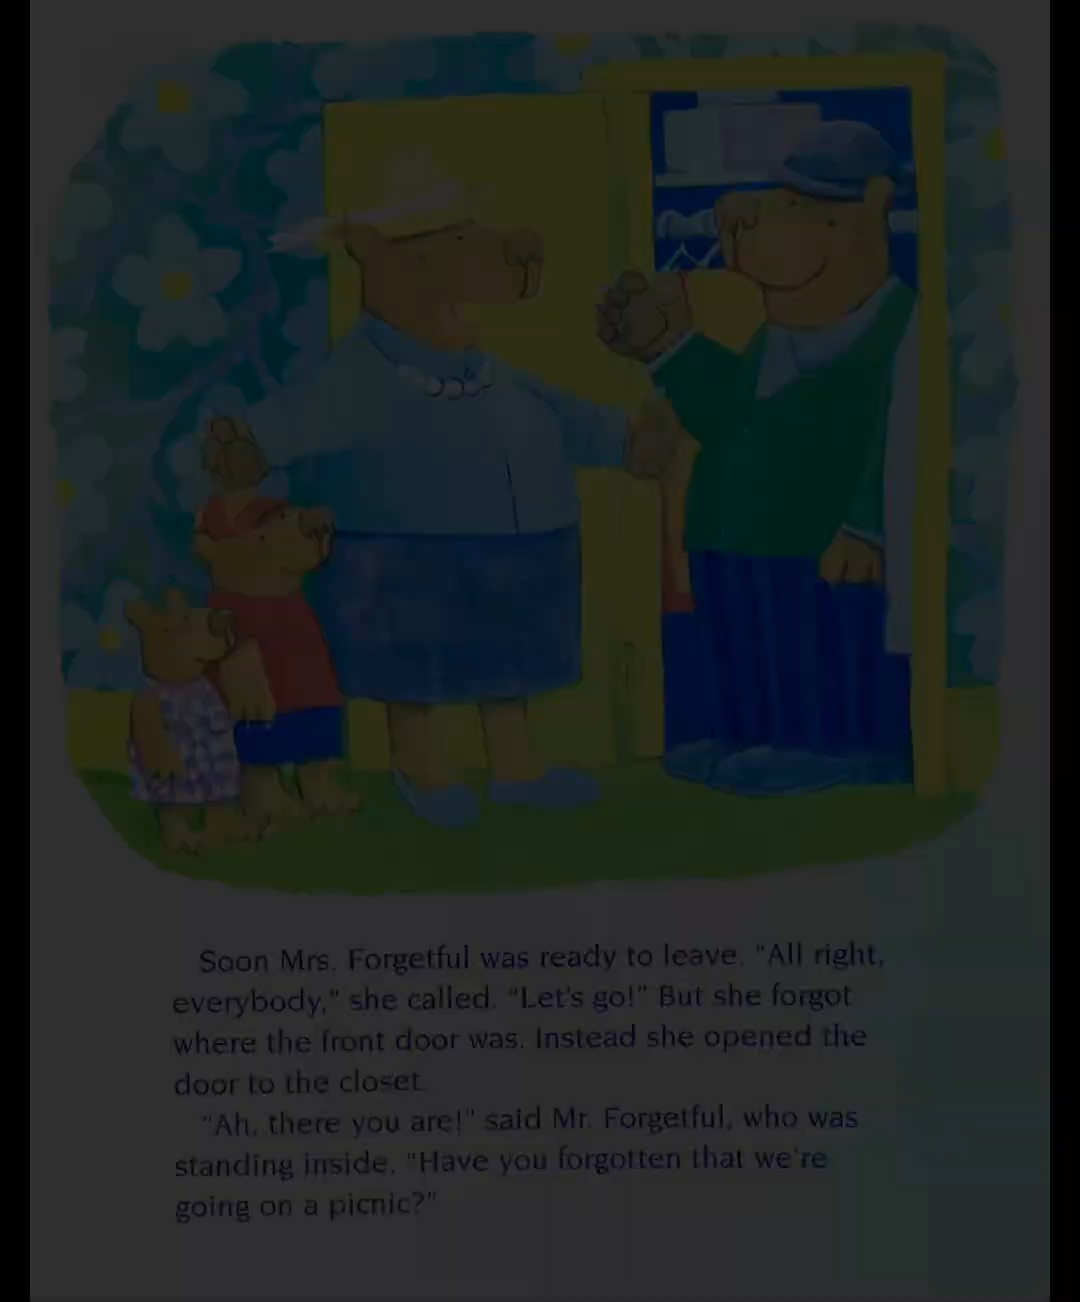 Soon Mrs. Forgetful was ready to leave. "All right,
everybody," she called. "Let's go!" But she forgot
where the front door was. Instead she opened the
door to the closet.
"Ah, there you are!" said Mr. Forgetful, who was
standing inside. "Have you forgotten that we're
going on a picnic?"